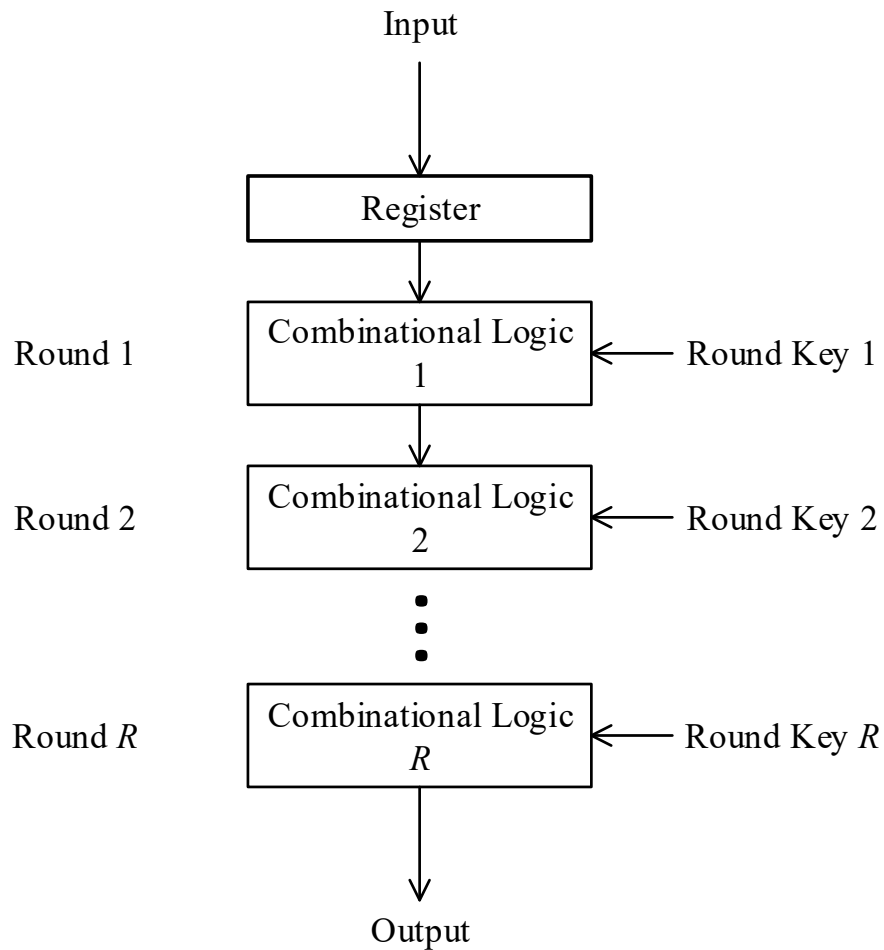 Input
Register
Combinational Logic
1
Round 1
Round Key 1
Combinational Logic
2
Round 2
Round Key 2
Combinational Logic
R
Round R
Round Key R
Output